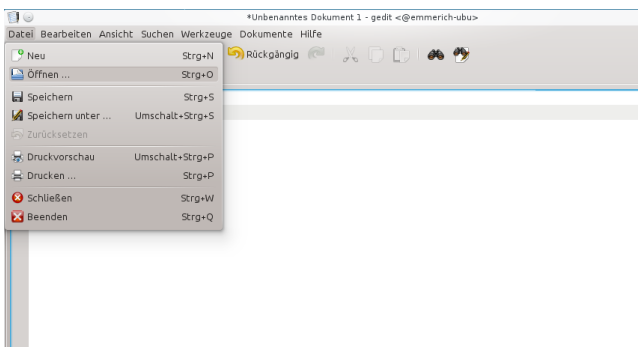 *Unbenanntes Dokument 1 - gedit <@emmerich-ubu>
Datei Bearbeiten Ansicht Suchen Werkzeuge Dokumente Hilfe
Neu Strg+N
Rückgängig
Öffnen ... Strg+O
Speichern Strg+S
Speichern unter ... Umschalt+Strg+S
Zurücksetzen
Druckvorschau Umschalt+Strg+P
Drucken ... Strg+P
Schließen Strg+W
Beenden Strg+Q